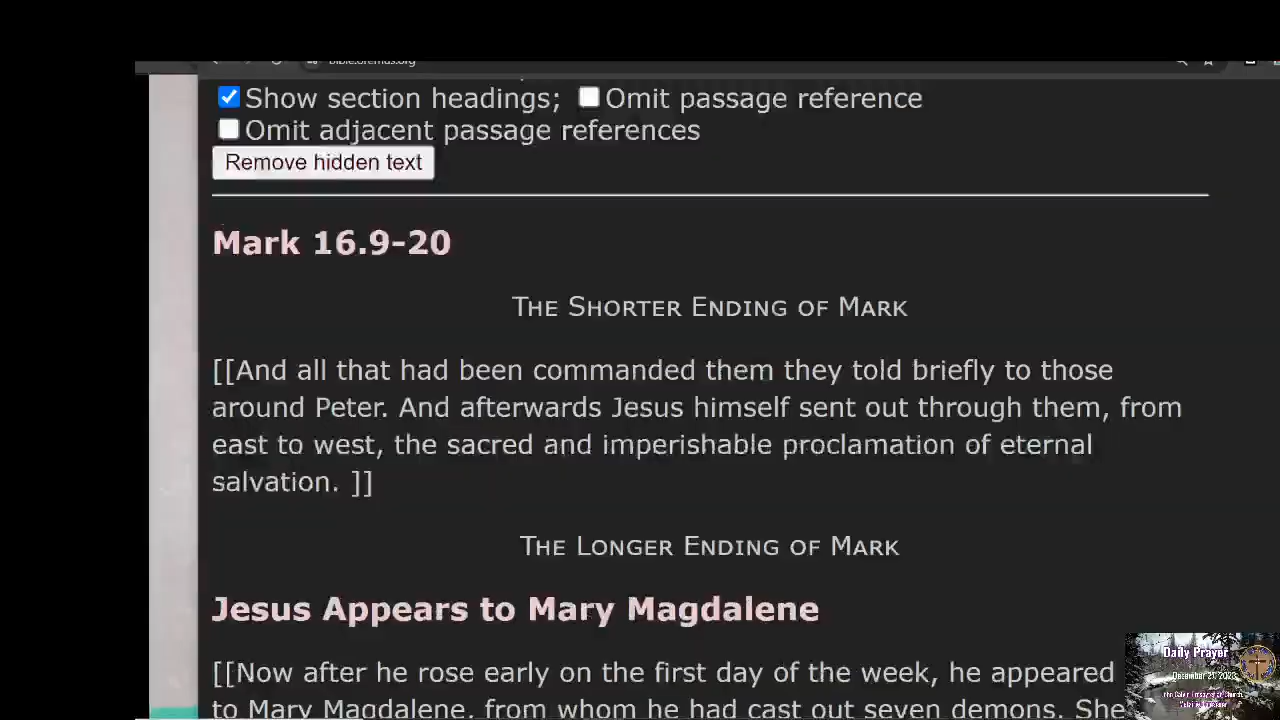 bible.oremus.org
Show section headings; Omit passage reference
Omit adjacent passage references
Remove hidden text
Mark 16.9-20
The Shorter Ending of Mark
[[And all that had been commanded them they told briefly to those
around Peter. And afterwards Jesus himself sent out through them, from
east to west, the sacred and imperishable proclamation of eternal
salvation. ]]
The Longer Ending of Mark
Jesus Appears to Mary Magdalene
[[Now after he rose early on the first day of the week, he appeared
to Mary Magdalene, from whom he had cast out seven demons. She
Daily Prayer